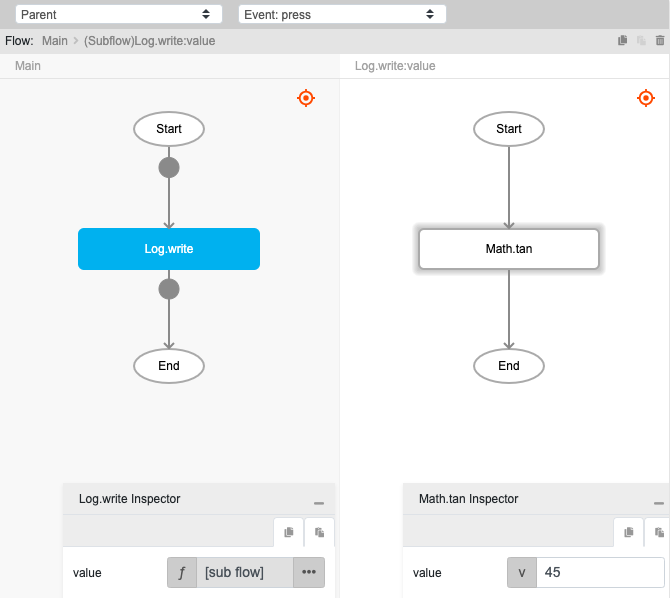 Parent Event: press
Flow: Main > (Subflow)Log.write:value
Main
Log.write:value
Start
Log.write
End
Start
Math.tan
End
Log.write Inspector
value f [sub flow] •••
Math.tan Inspector
value v 45